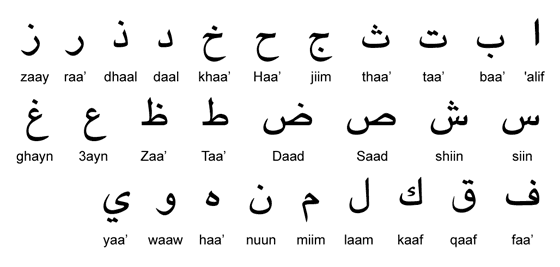 ا ب ت ث ج ح خ د ذ ر ز
'alif baa' taa' thaa' jiim Haa' khaa' daal dhaal raa' zaay
س ش ص ض ط ظ ع غ
siin shiin Saad Daad Taa' Zaa' 3ayn ghayn
ف ق ك ل م ن ه و ي
faa' qaaf kaaf laam miim nuun haa' waaw yaa'